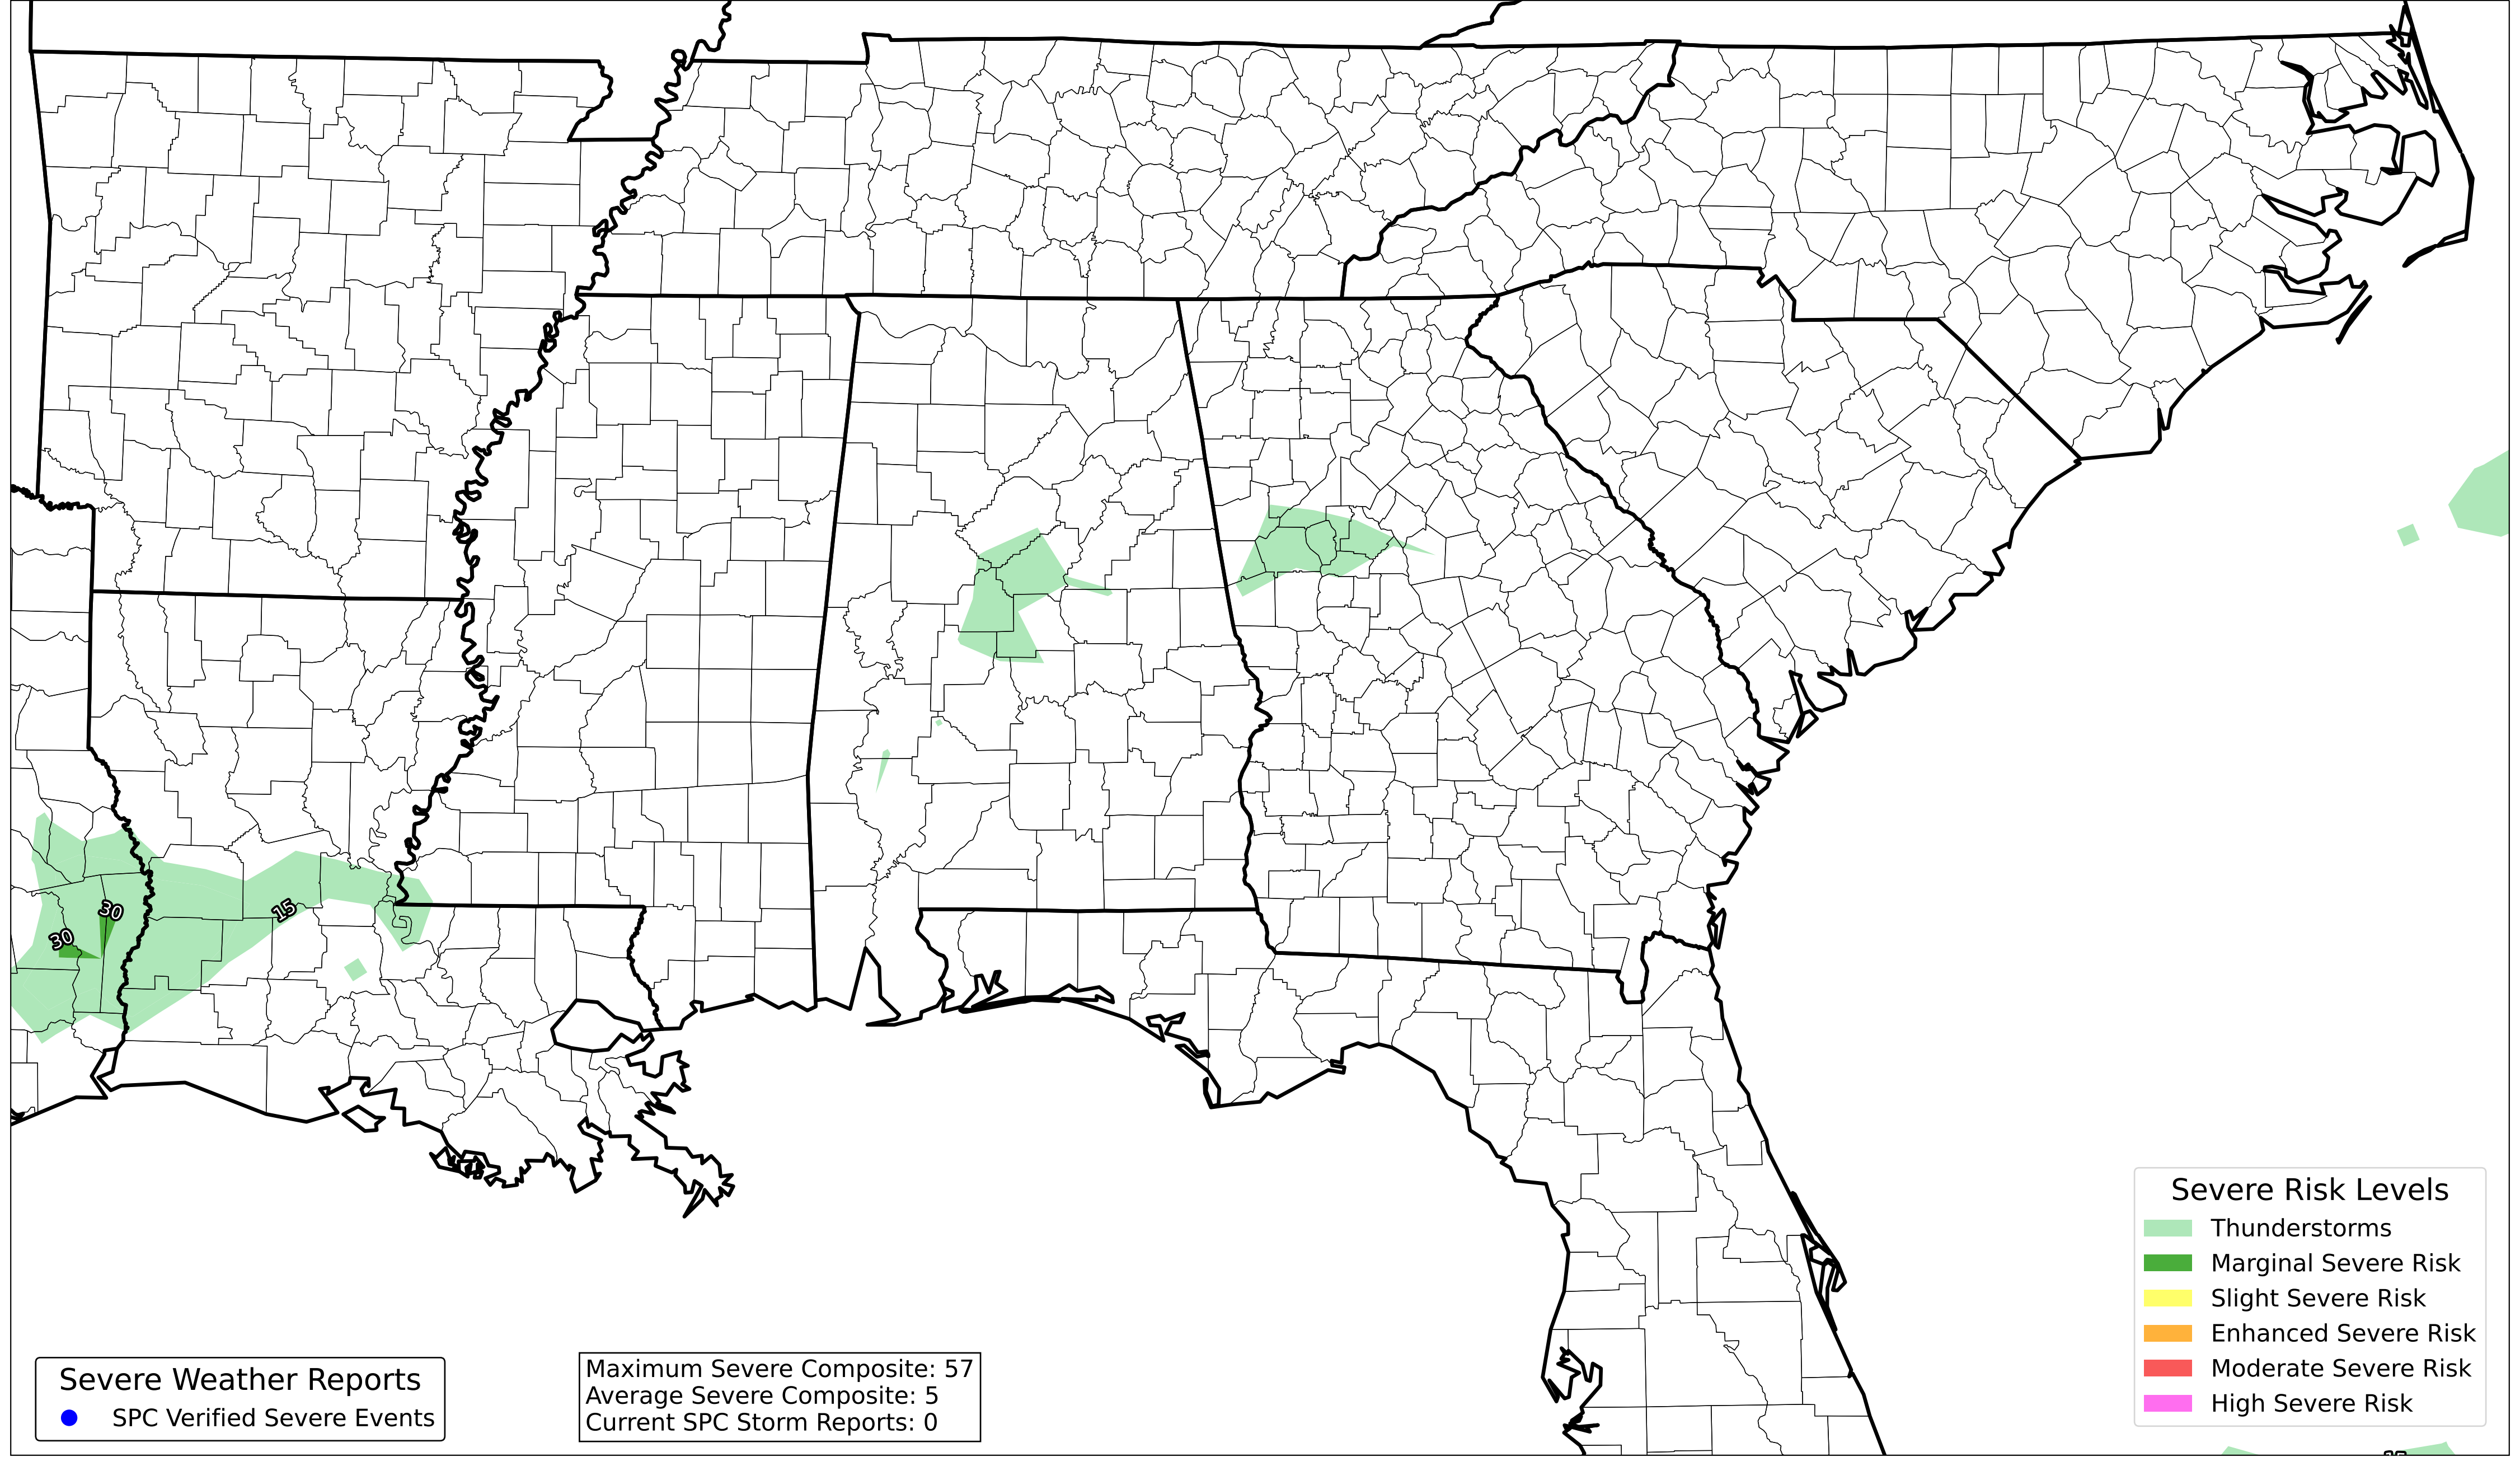 30
15
30
Severe Risk Levels
Thunderstorms
Marginal Severe Risk
Slight Severe Risk
Enhanced Severe Risk
Moderate Severe Risk
High Severe Risk
Severe Weather Reports
SPC Verified Severe Events
Maximum Severe Composite: 57
Average Severe Composite: 5
Current SPC Storm Reports: 0